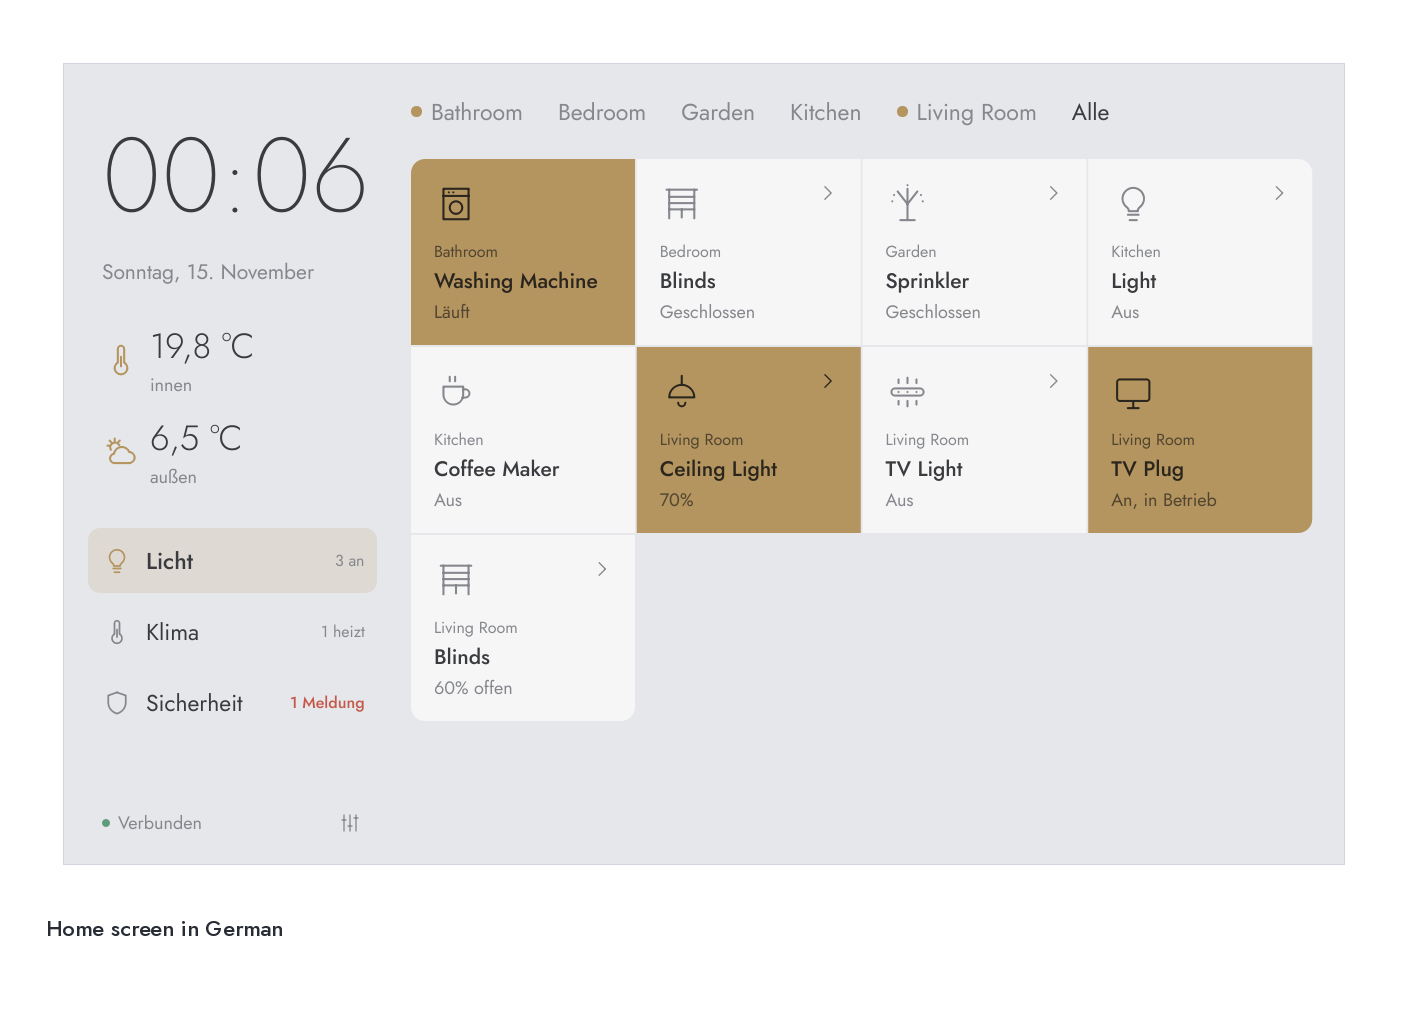 00:06
Sonntag, 15. November
19,8 °C
innen
6,5 °C
außen
Licht 3 an
Klima 1 heizt
Sicherheit 1 Meldung
Verbunden
Bathroom Bedroom Garden Kitchen Living Room Alle
Bathroom
Washing Machine
Läuft
Bedroom
Blinds
Geschlossen
Garden
Sprinkler
Geschlossen
Kitchen
Light
Aus
Kitchen
Coffee Maker
Aus
Living Room
Ceiling Light
70%
Living Room
TV Light
Aus
Living Room
TV Plug
An, in Betrieb
Living Room
Blinds
60% offen
Home screen in German